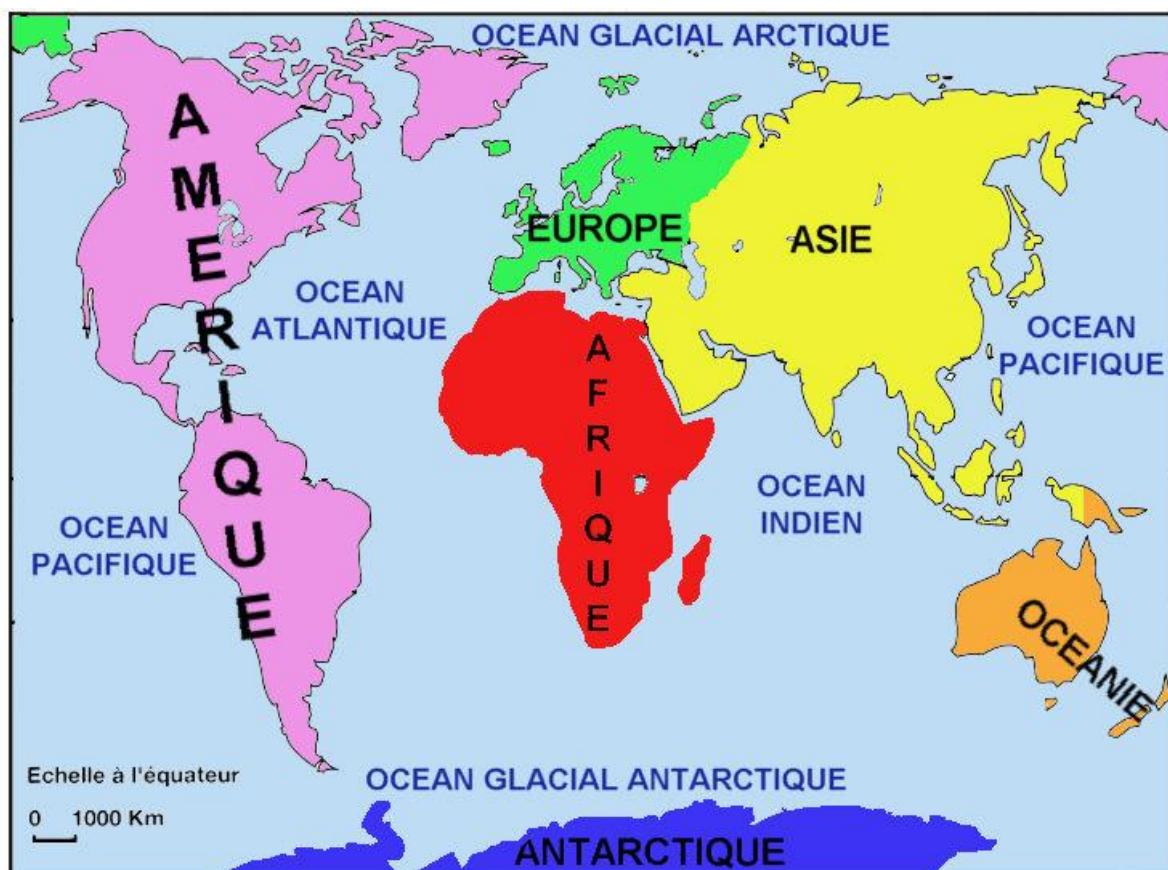 OCEAN GLACIAL ARCTIQUE
AMERIQUE
EUROPE
ASIE
OCEAN
ATLANTIQUE
OCEAN
PACIFIQUE
AFRIQUE
OCEAN
INDIEN
OCEAN
PACIFIQUE
OCEANIE
Echelle à l'équateur
0 1000 Km
OCEAN GLACIAL ANTARCTIQUE
ANTARCTIQUE